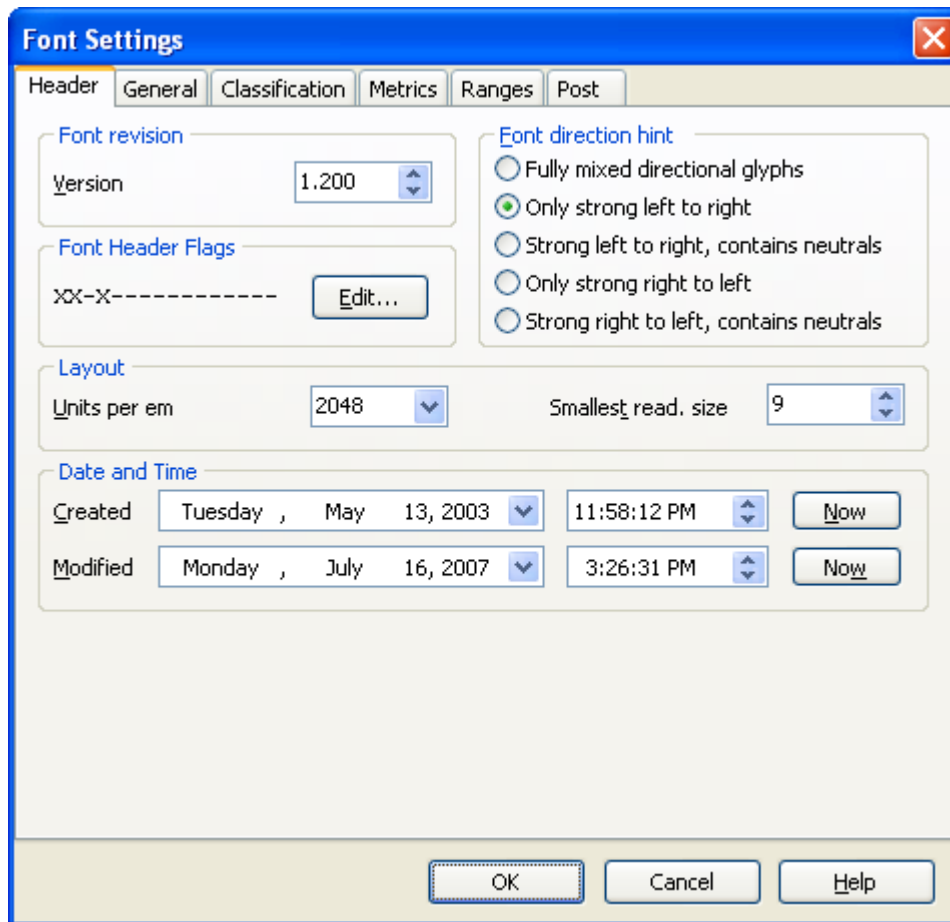 Font Settings
Header General Classification Metrics Ranges Post
Font revision
Version 1.200
Font Header Flags
XX-X------------ Edit...
Font direction hint
Fully mixed directional glyphs
Only strong left to right
Strong left to right, contains neutrals
Only strong right to left
Strong right to left, contains neutrals
Layout
Units per em 2048 Smallest read. size 9
Date and Time
Created Tuesday , May 13, 2003 11:58:12 PM Now
Modified Monday , July 16, 2007 3:26:31 PM Now
OK Cancel Help